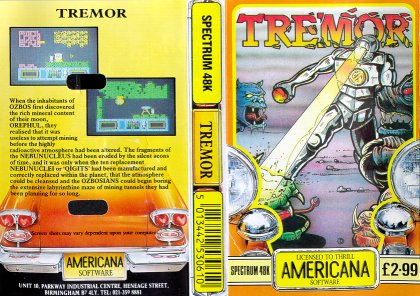 TREMOR
When the inhabitants of
OZBOS first discovered
the rich mineral content
of their moon,
OREPHUL, they
realised that it was
useless to attempt mining
before the highly
radioactive atmosphere had been altered. The fragments of
the NEBUNUCLEUS had been eruded by the silent icons
of time, and it was only when the ten replacement
NEBUNUCLEI or 'QIGITS' had been manufactured and
correctly replaced within the planet, that the atmosphere
could be cleansed and the OZBOSIANS could begin boring
the extensive labyrinthine maze of mining tunnels they had
been planning for so long.
Screen shots may vary dependent upon your computer
AMERICANA
SOFTWARE
UNIT 10, PARKWAY INDUSTRIAL CENTRE, HENEAGE STREET,
BIRMINGHAM B7 4LY. TEL: 021-359 8881
SPECTRUM 48K
TREMOR
TREMOR
LICENSED TO THRILL
SPECTRUM 48K
AMERICANA
SOFTWARE
£2·99